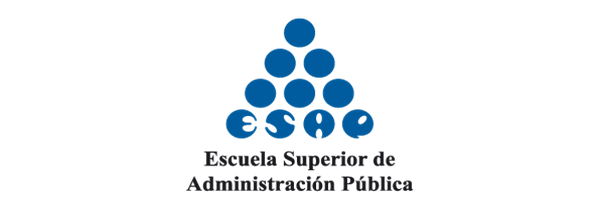 ESAP
Escuela Superior de
Administración Pública